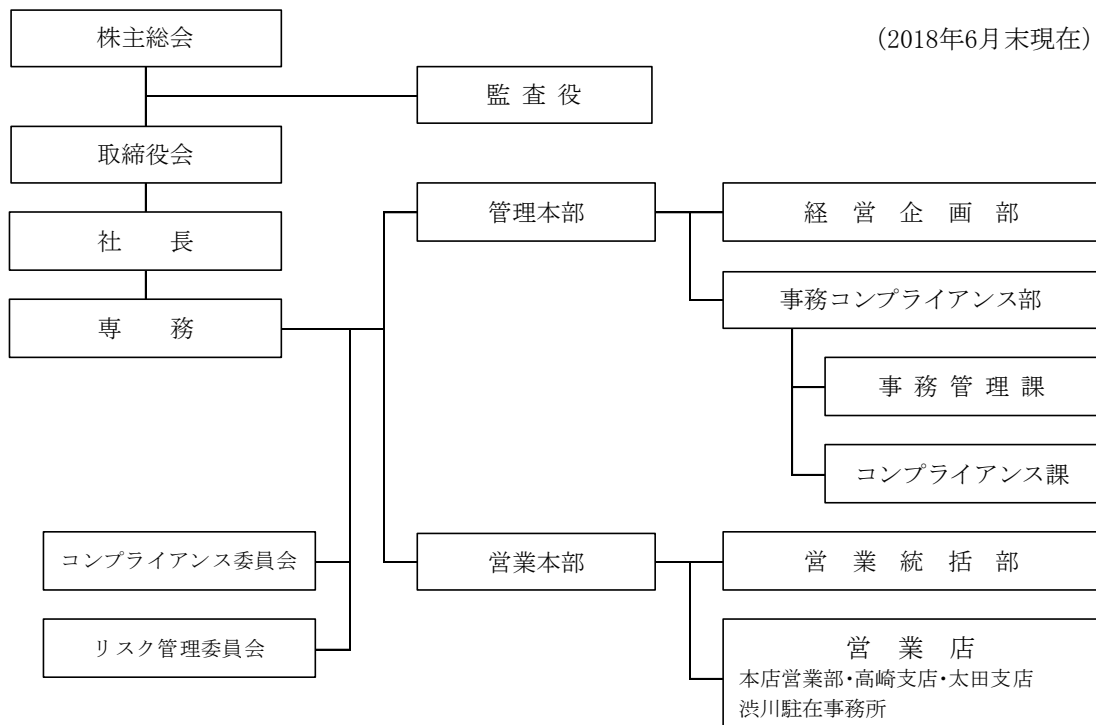 株主総会
(2018年6月末現在)
監 査 役
取締役会
管理本部
経 営 企 画 部
社 長
事務コンプライアンス部
専 務
事 務 管 理 課
コンプライアンス課
コンプライアンス委員会
営業本部
営 業 統 括 部
リスク管理委員会
営 業 店
本店営業部・高崎支店・太田支店
渋川駐在事務所